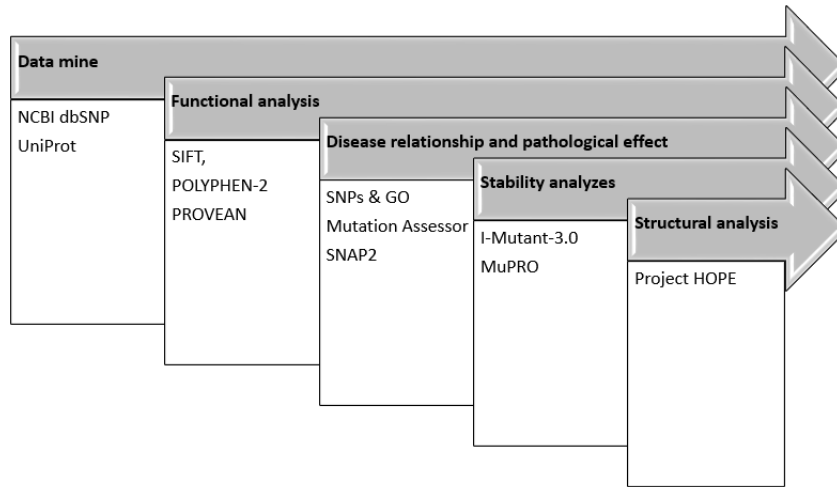 Data mine
NCBI dbSNP
UniProt
Functional analysis
SIFT,
POLYPHEN-2
PROVEAN
Disease relationship and pathological effect
SNPs & GO
Mutation Assessor
SNAP2
Stability analyzes
I-Mutant-3.0
MuPRO
Structural analysis
Project HOPE